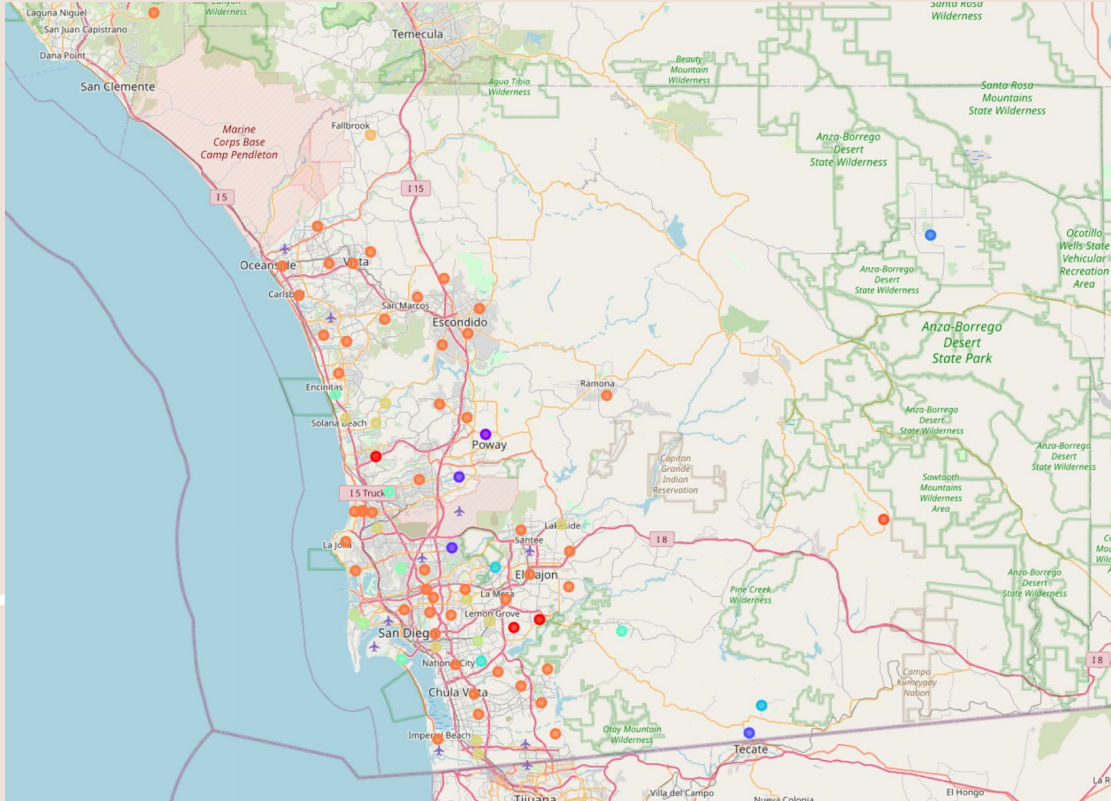 Laguna Niguel
San Juan Capistrano
Dana Point
San Clemente
Canyon
Wilderness
Temecula
Santa Rosa
Wilderness
Beauty
Mountain
Wilderness
Agua Tibia
Wilderness
Santa Rosa
Mountains
State Wilderness
Marine
Corps Base
Camp Pendleton
Fallbrook
Anza-Borrego
Desert
State Wilderness
I 5
I 15
Ocotillo
Wells State
Vehicular
Recreation
Area
Oceanside
Vista
Anza-Borrego
Desert
State Wilderness
Carlsbad
San Marcos
Escondido
Anza-Borrego
Desert
State Park
Encinitas
Ramona
Solana Beach
Anza-Borrego
Desert
State Wilderness
Poway
Anza-Borrego
Desert
State Wilderness
Capitan
Grande
Indian
Reservation
Sawtooth
Mountains
Wilderness
Area
I 5 Truck
Lakeside
Santee
I 8
La Jolla
El Cajon
Pine Creek
Wilderness
Anza-Borrego
Desert
State Wilderness
La Mesa
Lemon Grove
San Dieg
National City
I 8
Campo
Kumeyaay
Nation
Chula Vista
Imperial Beach
Otay Mountain
Wilderness
Tecate
Tijuana
Villa del Campo
Nueva Colonia
El Hongo
La R